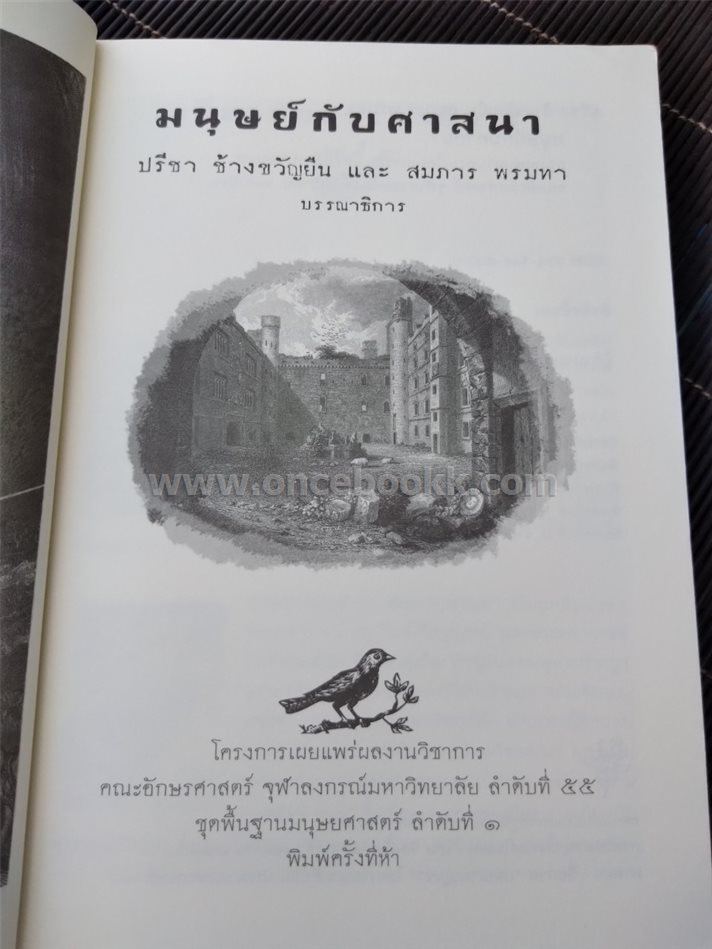 มนุษย์กับศาสนา
ปรีชา ช้างขวัญยืน และ สมภาร พรมทา
บรรณาธิการ
www.oncebookk.com
โครงการเผยแพร่ผลงานวิชาการ
คณะอักษรศาสตร์ จุฬาลงกรณ์มหาวิทยาลัย ลำดับที่ ๕๕
ชุดพื้นฐานมนุษยศาสตร์ ลำดับที่ ๑
พิมพ์ครั้งที่ห้า